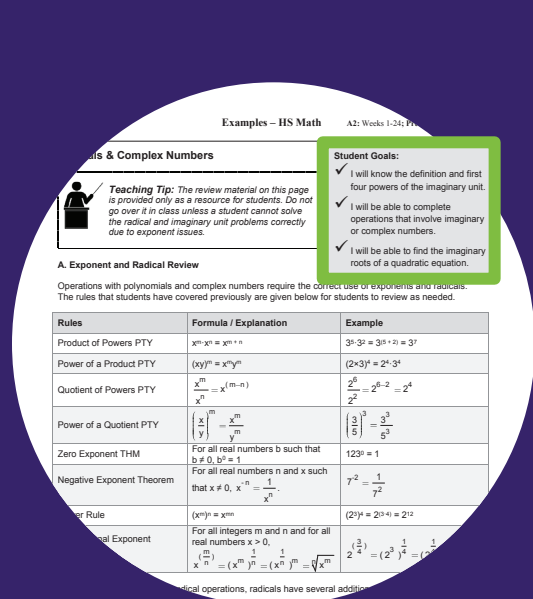 Examples – HS Math A2: Weeks 1-24;
& Complex Numbers
Student Goals:
✓ I will know the definition and first
four powers of the imaginary unit.
✓ I will be able to complete
operations that involve imaginary
or complex numbers.
✓ I will be able to find the imaginary
roots of a quadratic equation.
Teaching Tip: The review material on this page
is provided only as a resource for students. Do not
go over it in class unless a student cannot solve
the radical and imaginary unit problems correctly
due to exponent issues.
A. Exponent and Radical Review
Operations with polynomials and complex numbers require the correct use of exponents and radicals.
The rules that students have covered previously are given below for students to review as needed.
Rules Formula / Explanation Example
Product of Powers PTY xᵐ·xⁿ = xᵐ⁺ⁿ 3⁵·3² = 3⁽⁵⁺²⁾ = 3⁷
Power of a Product PTY (xy)ᵐ = xᵐyᵐ (2×3)⁴ = 2⁴·3⁴
Quotient of Powers PTY xᵐ/xⁿ = x⁽ᵐ⁻ⁿ⁾ 2⁶/2² = 2⁶⁻² = 2⁴
Power of a Quotient PTY (x/y)ᵐ = xᵐ/yᵐ (3/5)³ = 3³/5³
Zero Exponent THM For all real numbers b such that
b ≠ 0, b⁰ = 1 123⁰ = 1
Negative Exponent Theorem For all real numbers n and x such
that x ≠ 0, x⁻ⁿ = 1/xⁿ. 7⁻² = 1/7²
Rule (xᵐ)ⁿ = xᵐⁿ (2³)⁴ = 2⁽³·⁴⁾ = 2¹²
Exponent For all integers m and n and for all
real numbers x > 0,
x^(m/n) = (xᵐ)^(1/n) = (x^(1/n))ᵐ = ⁿ√xᵐ 2^(3/4) = (2³)^(1/4) = (2
operations, radicals have several